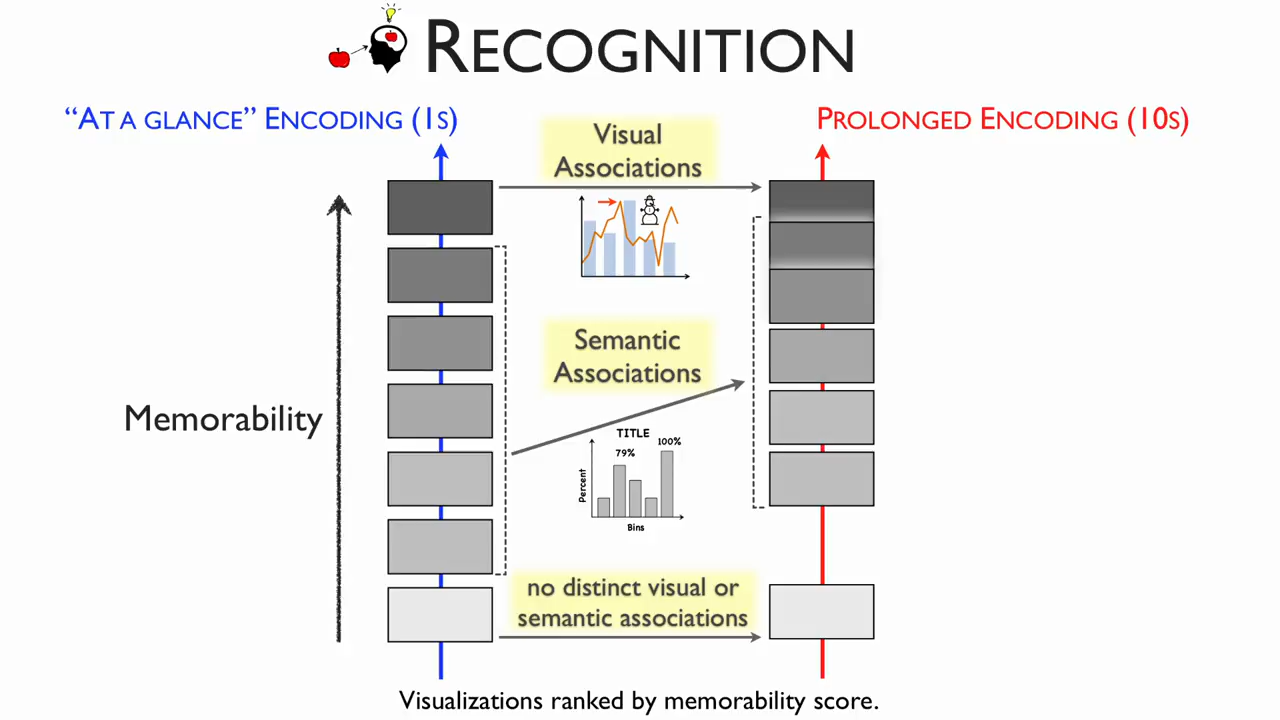 RECOGNITION
“AT A GLANCE” ENCODING (1S)
PROLONGED ENCODING (10S)
Visual
Associations
Semantic
Associations
Memorability
TITLE
100%
79%
Percent
Bins
no distinct visual or
semantic associations
Visualizations ranked by memorability score.